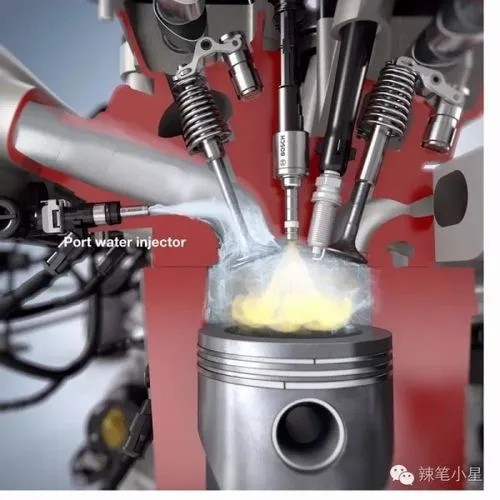 BOSCH
Port water injector
辣笔小星